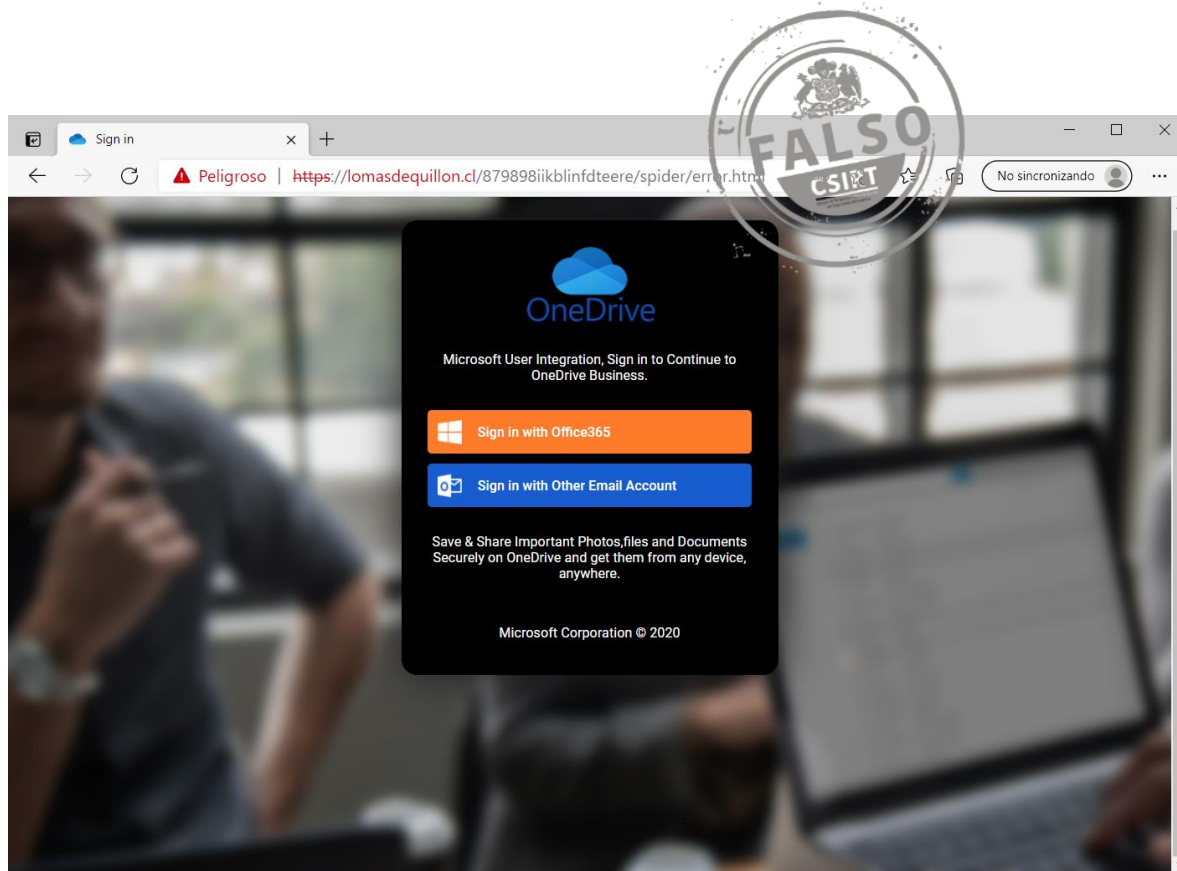 FALSO
CSIRT
Sign in
Peligroso | https://lomasdequillon.cl/879898iikblinfdteere/spider/error.html
No sincronizando
OneDrive
Microsoft User Integration, Sign in to Continue to
OneDrive Business.
Sign in with Office365
Sign in with Other Email Account
Save & Share Important Photos,files and Documents
Securely on OneDrive and get them from any device,
anywhere.
Microsoft Corporation © 2020